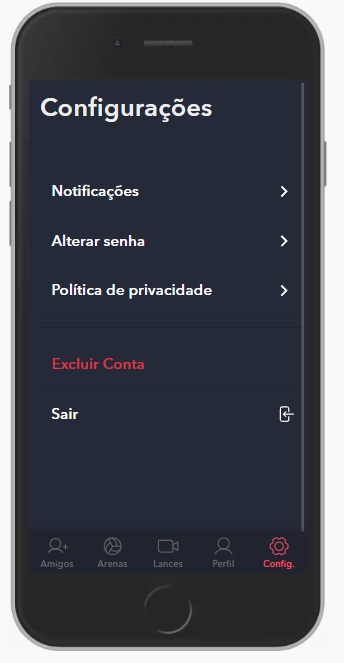 Configurações
Notificações
Alterar senha
Política de privacidade
Excluir Conta
Sair
Amigos Arenas Lances Perfil Config.